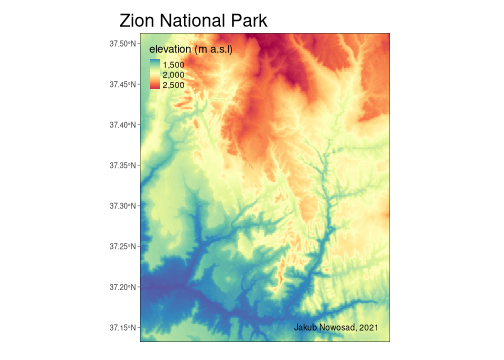 Zion National Park
elevation (m a.s.l)
1,500
2,000
2,500
37.50°N
37.45°N
37.40°N
37.35°N
37.30°N
37.25°N
37.20°N
37.15°N
Jakub Nowosad, 2021